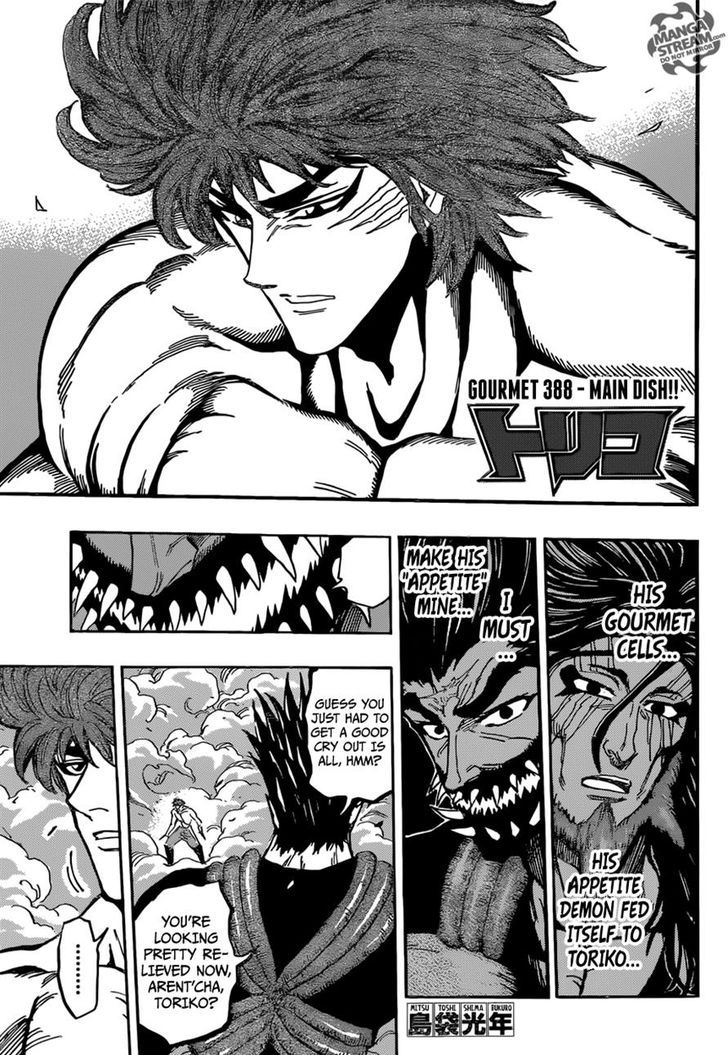 MANGA
STREAM.com
DO NOT MIRROR
GOURMET 388 - MAIN DISH!!
トリコ
HIS
GOURMET
CELLS...
HIS
APPETITE
DEMON FED
ITSELF TO
TORIKO...
I
MUST
...
MAKE HIS
"APPETITE"
MINE...
GUESS YOU
JUST HAD TO
GET A GOOD
CRY OUT IS
ALL, HMM?
YOU'RE
LOOKING
PRETTY RE-
LIEVED NOW,
ARENT'CHA,
TORIKO?
.........
MITSU TOSHI SHIMA BUKURO
島袋光年